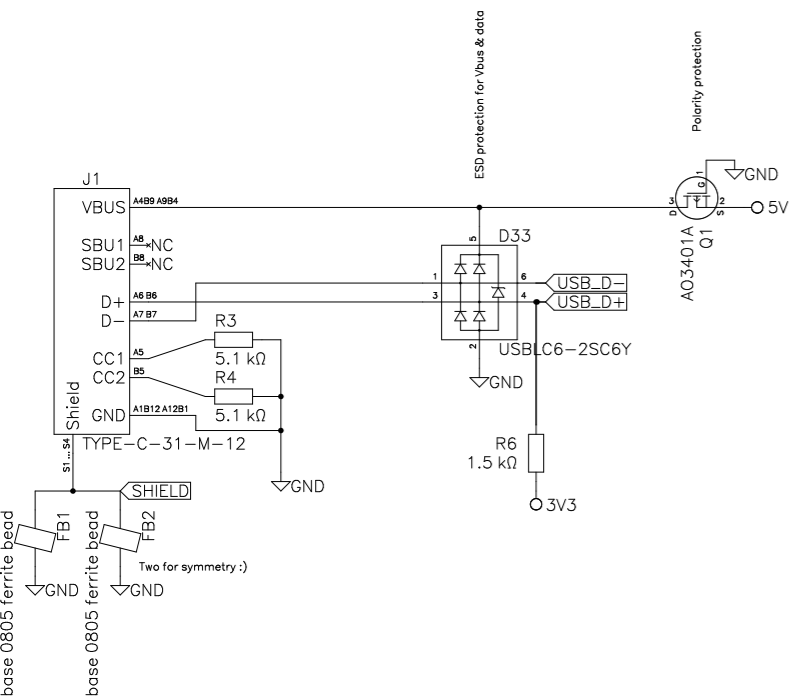 ESD protection for Vbus & data
Polarity protection
J1
VBUS
A4B9 A9B4
SBU1
A8
NC
SBU2
B8
NC
D+
A6 B6
D-
A7 B7
CC1
A5
CC2
B5
GND
A1B12 A12B1
Shield
S1 ... S4
TYPE-C-31-M-12
R3
5.1 kΩ
R4
5.1 kΩ
GND
SHIELD
FB1
FB2
base 0805 ferrite bead
base 0805 ferrite bead
Two for symmetry :)
GND
GND
D33
5
1
3
6
4
2
USB_D-
USB_D+
USBLC6-2SC6Y
GND
R6
1.5 kΩ
3V3
1
G
GND
3
D
2
S
5V
AO3401A
Q1